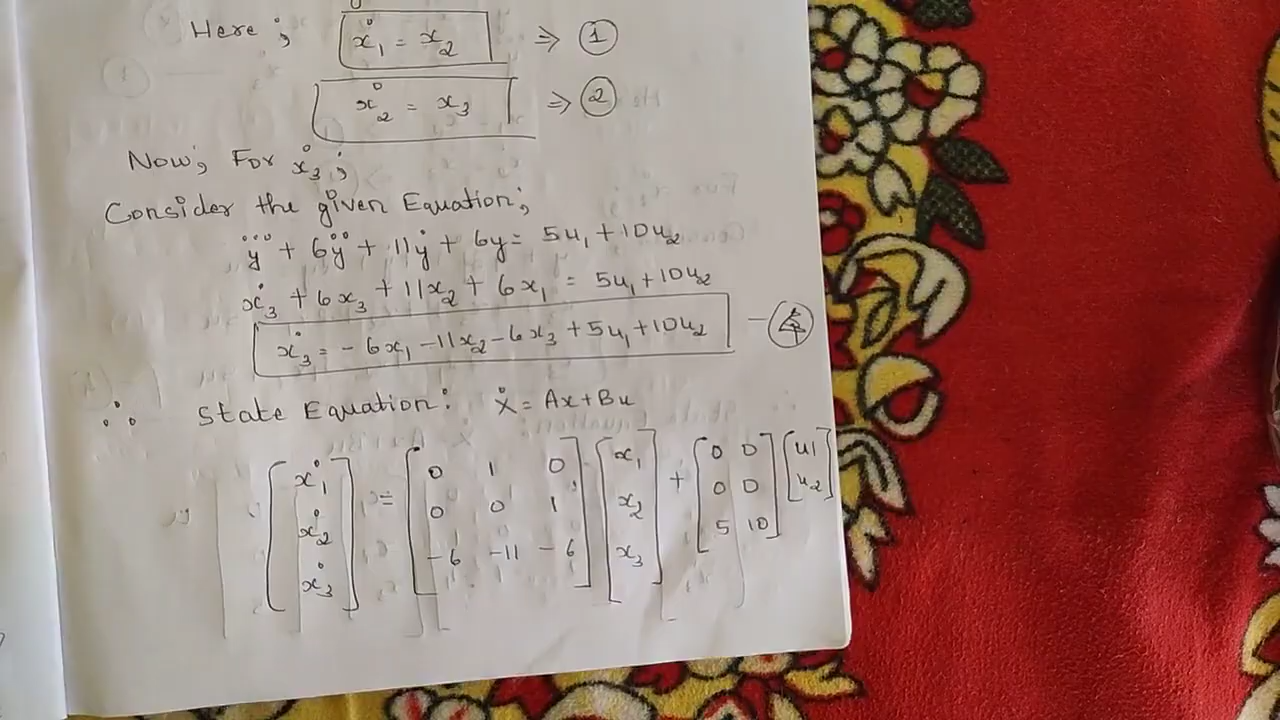 Here; ẋ₁ = x₂ ⇒ ①
ẋ₂ = x₃ ⇒ ②
Now; For ẋ₃;
Consider the given Equation;
y⃛ + 6ÿ + 11ẏ + 6y = 5u₁ + 10u₂
ẋ₃ + 6x₃ + 11x₂ + 6x₁ = 5u₁ + 10u₂
ẋ₃ = - 6x₁ - 11x₂ - 6x₃ + 5u₁ + 10u₂ -
∴ State Equation: Ẋ = Ax + Bu
[ẋ₁ ẋ₂ ẋ₃] = [0 1 0; 0 0 1; -6 -11 -6] [x₁ x₂ x₃] + [0 0; 0 0; 5 10] [u1 u₂]